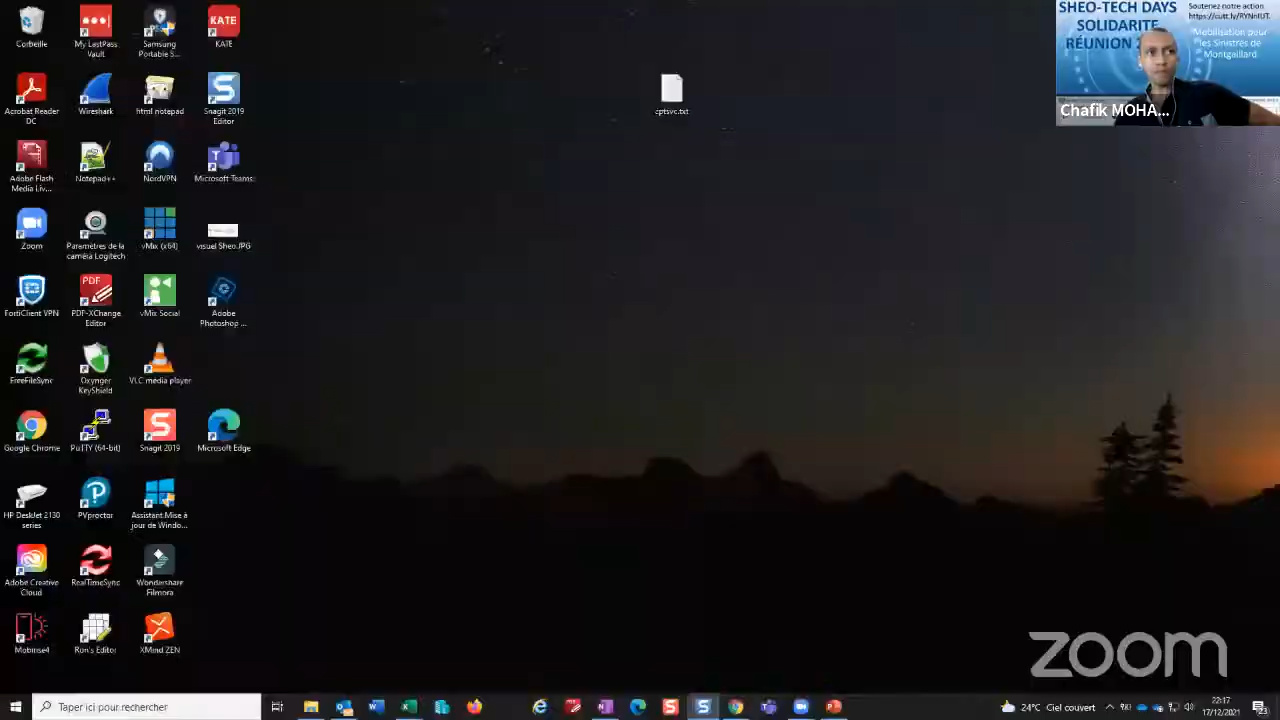 Corbeille
My LastPass
Vault
Samsung
Portable S...
KATE
KATE
Acrobat Reader
DC
Wireshark
html notepad
Snagit 2019
Editor
cptsvc.txt
Adobe Flash
Media Liv...
Notepad++
NordVPN
Microsoft Teams
Zoom
Paramètres de la
caméra Logitech
vMix (x64)
visuel Sheo.JPG
FortiClient VPN
PDF
PDF-XChange
Editor
vMix Social
Adobe
Photoshop ...
FreeFileSync
Oxynger
KeyShield
VLC media player
Google Chrome
PuTTY (64-bit)
Snagit 2019
Microsoft Edge
HP DeskJet 2130
series
PVproctor
Assistant Mise à
jour de Windo...
Adobe Creative
Cloud
RealTimeSync
Wondershare
Filmora
Mobirise4
Ron's Editor
XMind ZEN
SHEO-TECH DAYS
SOLIDARITE
RÉUNION
Soutenez notre action
Mobilisation pour
les Sinistrés de
Montgaillard
Chafik MOHA...
zoom
Taper ici pour rechercher
24°C Ciel couvert
22:17
17/12/2021